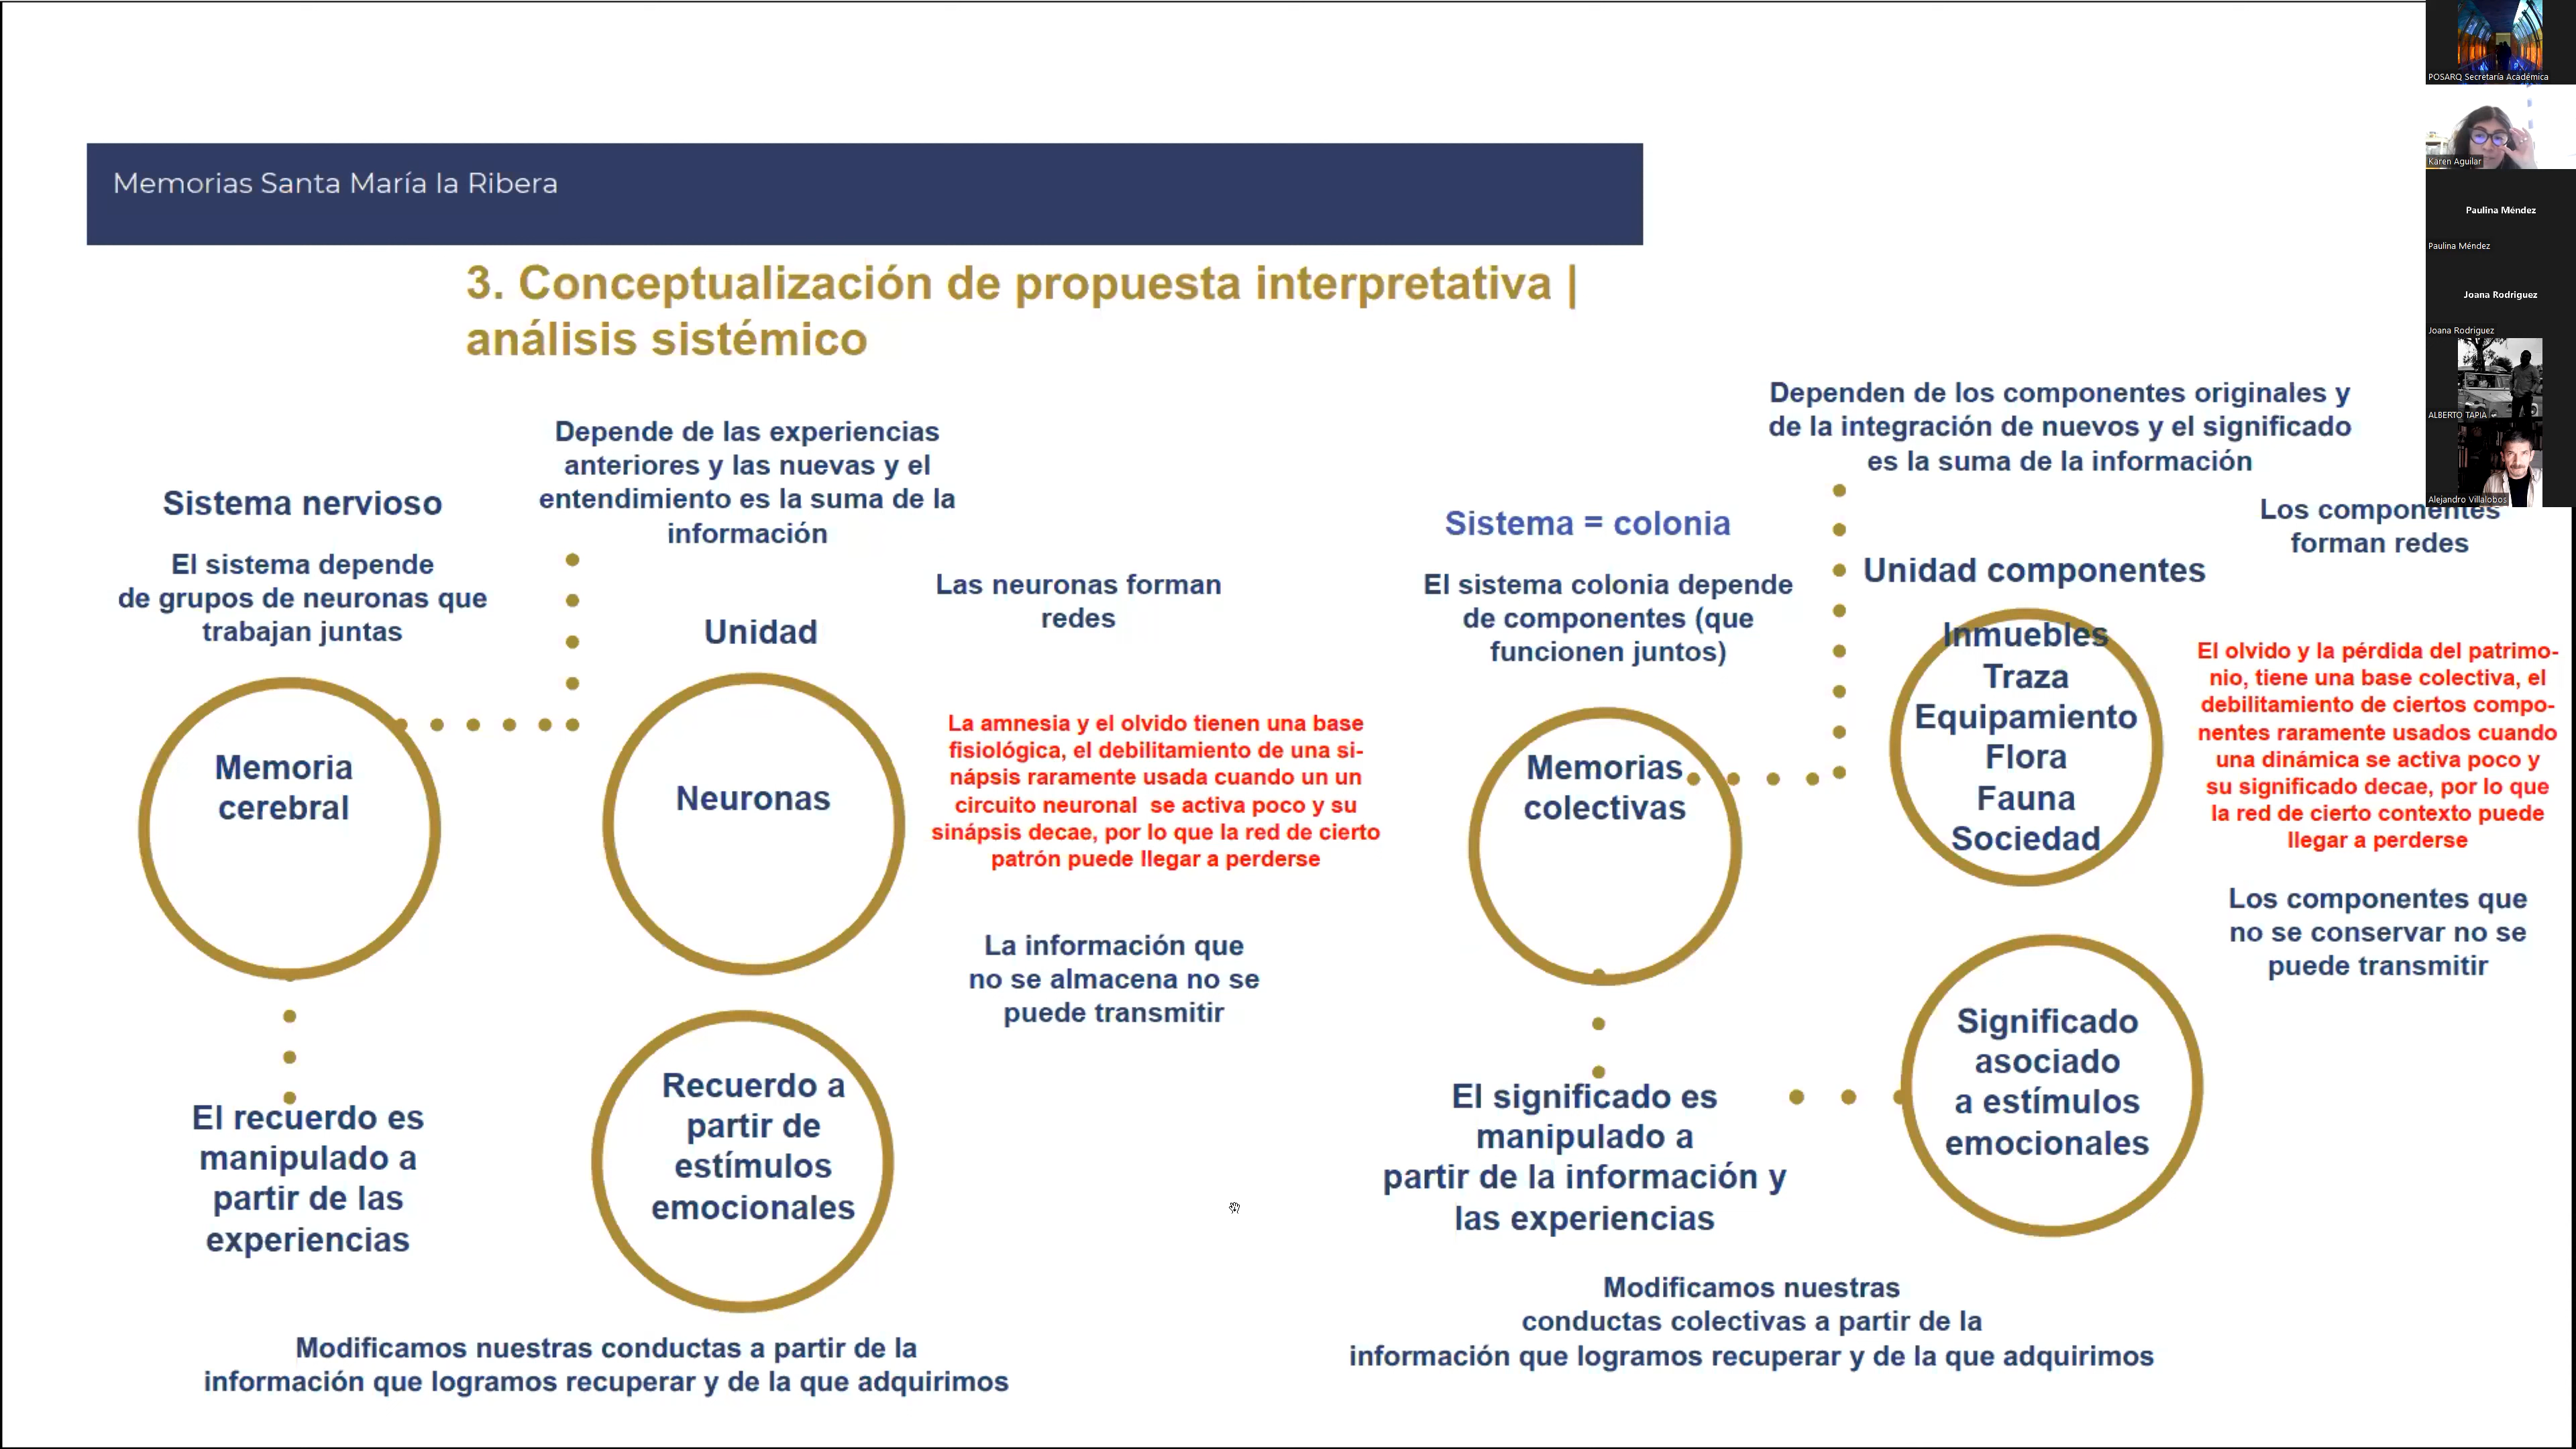 Memorias Santa María la Ribera
3. Conceptualización de propuesta interpretativa |
análisis sistémico
Sistema nervioso
El sistema depende
de grupos de neuronas que
trabajan juntas
Depende de las experiencias
anteriores y las nuevas y el
entendimiento es la suma de la
información
Unidad
Las neuronas forman
redes
Memoria
cerebral
Neuronas
La amnesia y el olvido tienen una base
fisiológica, el debilitamiento de una si-
nápsis raramente usada cuando un un
circuito neuronal se activa poco y su
sinápsis decae, por lo que la red de cierto
patrón puede llegar a perderse
La información que
no se almacena no se
puede transmitir
El recuerdo es
manipulado a
partir de las
experiencias
Recuerdo a
partir de
estímulos
emocionales
Modificamos nuestras conductas a partir de la
información que logramos recuperar y de la que adquirimos
Sistema = colonia
El sistema colonia depende
de componentes (que
funcionen juntos)
Dependen de los componentes originales y
de la integración de nuevos y el significado
es la suma de la información
Unidad componentes
Los componentes
forman redes
Memorias
colectivas
Inmuebles
Traza
Equipamiento
Flora
Fauna
Sociedad
El olvido y la pérdida del patrimo-
nio, tiene una base colectiva, el
debilitamiento de ciertos compo-
nentes raramente usados cuando
una dinámica se activa poco y
su significado decae, por lo que
la red de cierto contexto puede
llegar a perderse
Los componentes que
no se conservar no se
puede transmitir
El significado es
manipulado a
partir de la información y
las experiencias
Significado
asociado
a estímulos
emocionales
Modificamos nuestras
conductas colectivas a partir de la
información que logramos recuperar y de la que adquirimos
POSARQ Secretaría Académica
Karen Aguilar
Paulina Méndez
Paulina Méndez
Joana Rodriguez
Joana Rodriguez
ALBERTO TAPIA
Alejandro Villalobos